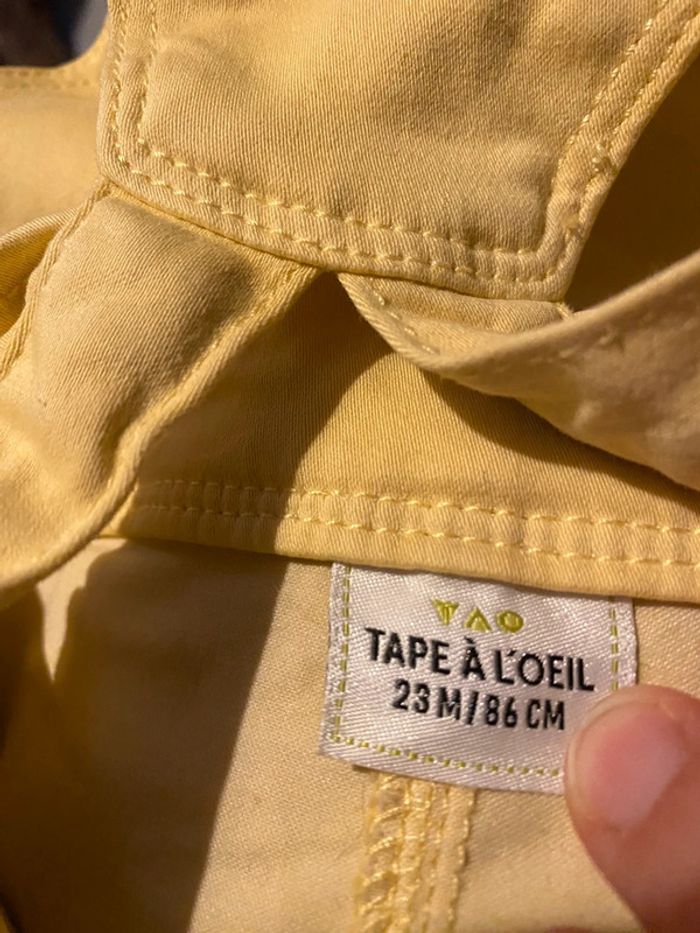 TAO
TAPE À L'OEIL
23 M/86 CM